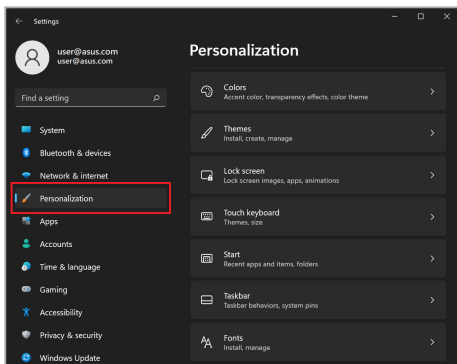 Settings
user@asus.com
user@asus.com
Find a setting
System
Bluetooth & devices
Network & internet
Personalization
Apps
Accounts
Time & language
Gaming
Accessibility
Privacy & security
Windows Update
Personalization
Colors
Accent color, transparency effects, color theme
Themes
Install, create, manage
Lock screen
Lock screen images, apps, animations
Touch keyboard
Themes, size
Start
Recent apps and items, folders
Taskbar
Taskbar behaviors, system pins
Fonts
Install, manage